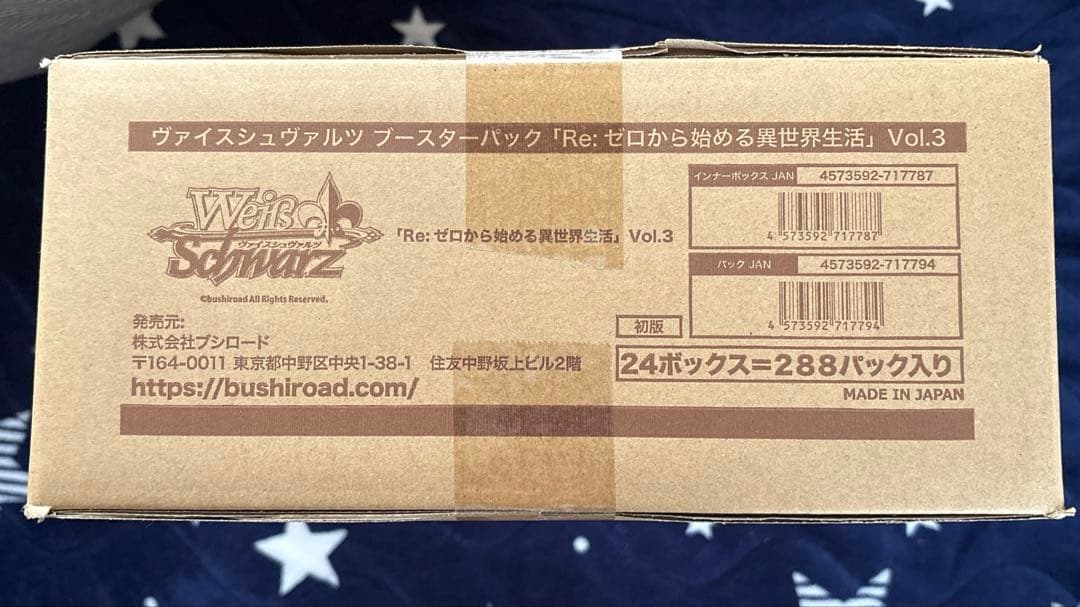 ヴァイスシュヴァルツ ブースターパック「Re: ゼロから始める異世界生活」 Vol.3
Weiß
ヴァイスシュヴァルツ
Schwarz
©bushiroad All Rights Reserved.
「Re: ゼロから始める異世界生活」 Vol.3
インナーボックス JAN 4573592-717787
4 573592 717787
パック JAN 4573592-717794
4 573592 717794
発売元:
株式会社ブシロード
〒164-0011 東京都中野区中央1-38-1 住友中野坂上ビル2階
https://bushiroad.com/
初版
24ボックス=288パック入り
MADE IN JAPAN